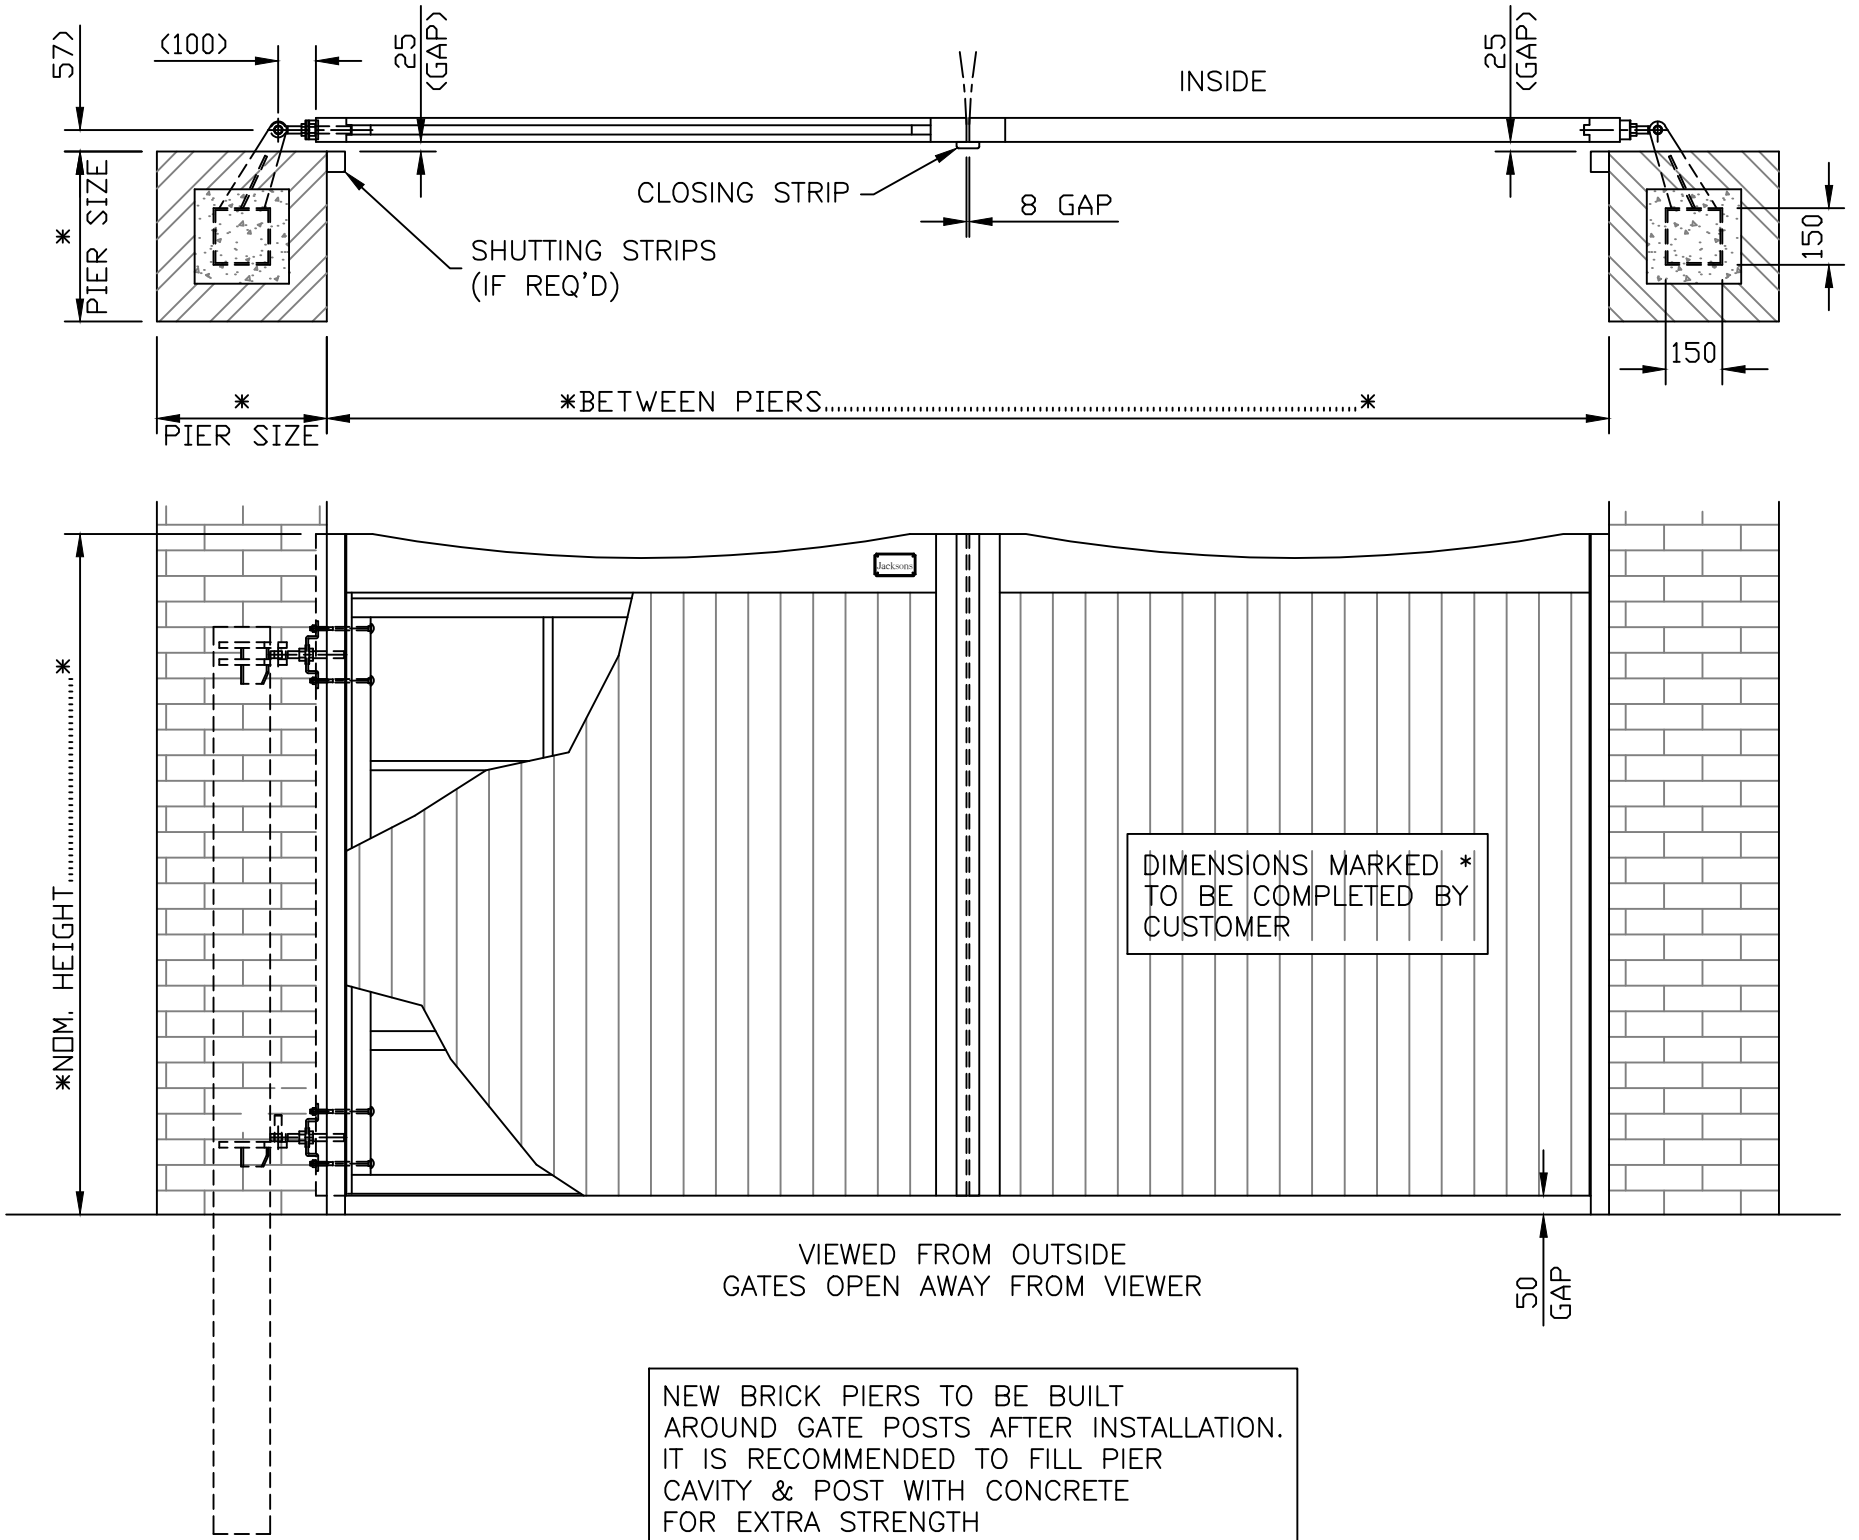 57)
(100)
25
(GAP)
INSIDE
25
(GAP)
*
PIER SIZE
CLOSING STRIP
8 GAP
SHUTTING STRIPS
(IF REQ'D)
150
150
*
PIER SIZE
*BETWEEN PIERS..........*
Jacksons
*NOM. HEIGHT..........*
DIMENSIONS MARKED *
TO BE COMPLETED BY
CUSTOMER
VIEWED FROM OUTSIDE
GATES OPEN AWAY FROM VIEWER
50
GAP
NEW BRICK PIERS TO BE BUILT
AROUND GATE POSTS AFTER INSTALLATION.
IT IS RECOMMENDED TO FILL PIER
CAVITY & POST WITH CONCRETE
FOR EXTRA STRENGTH